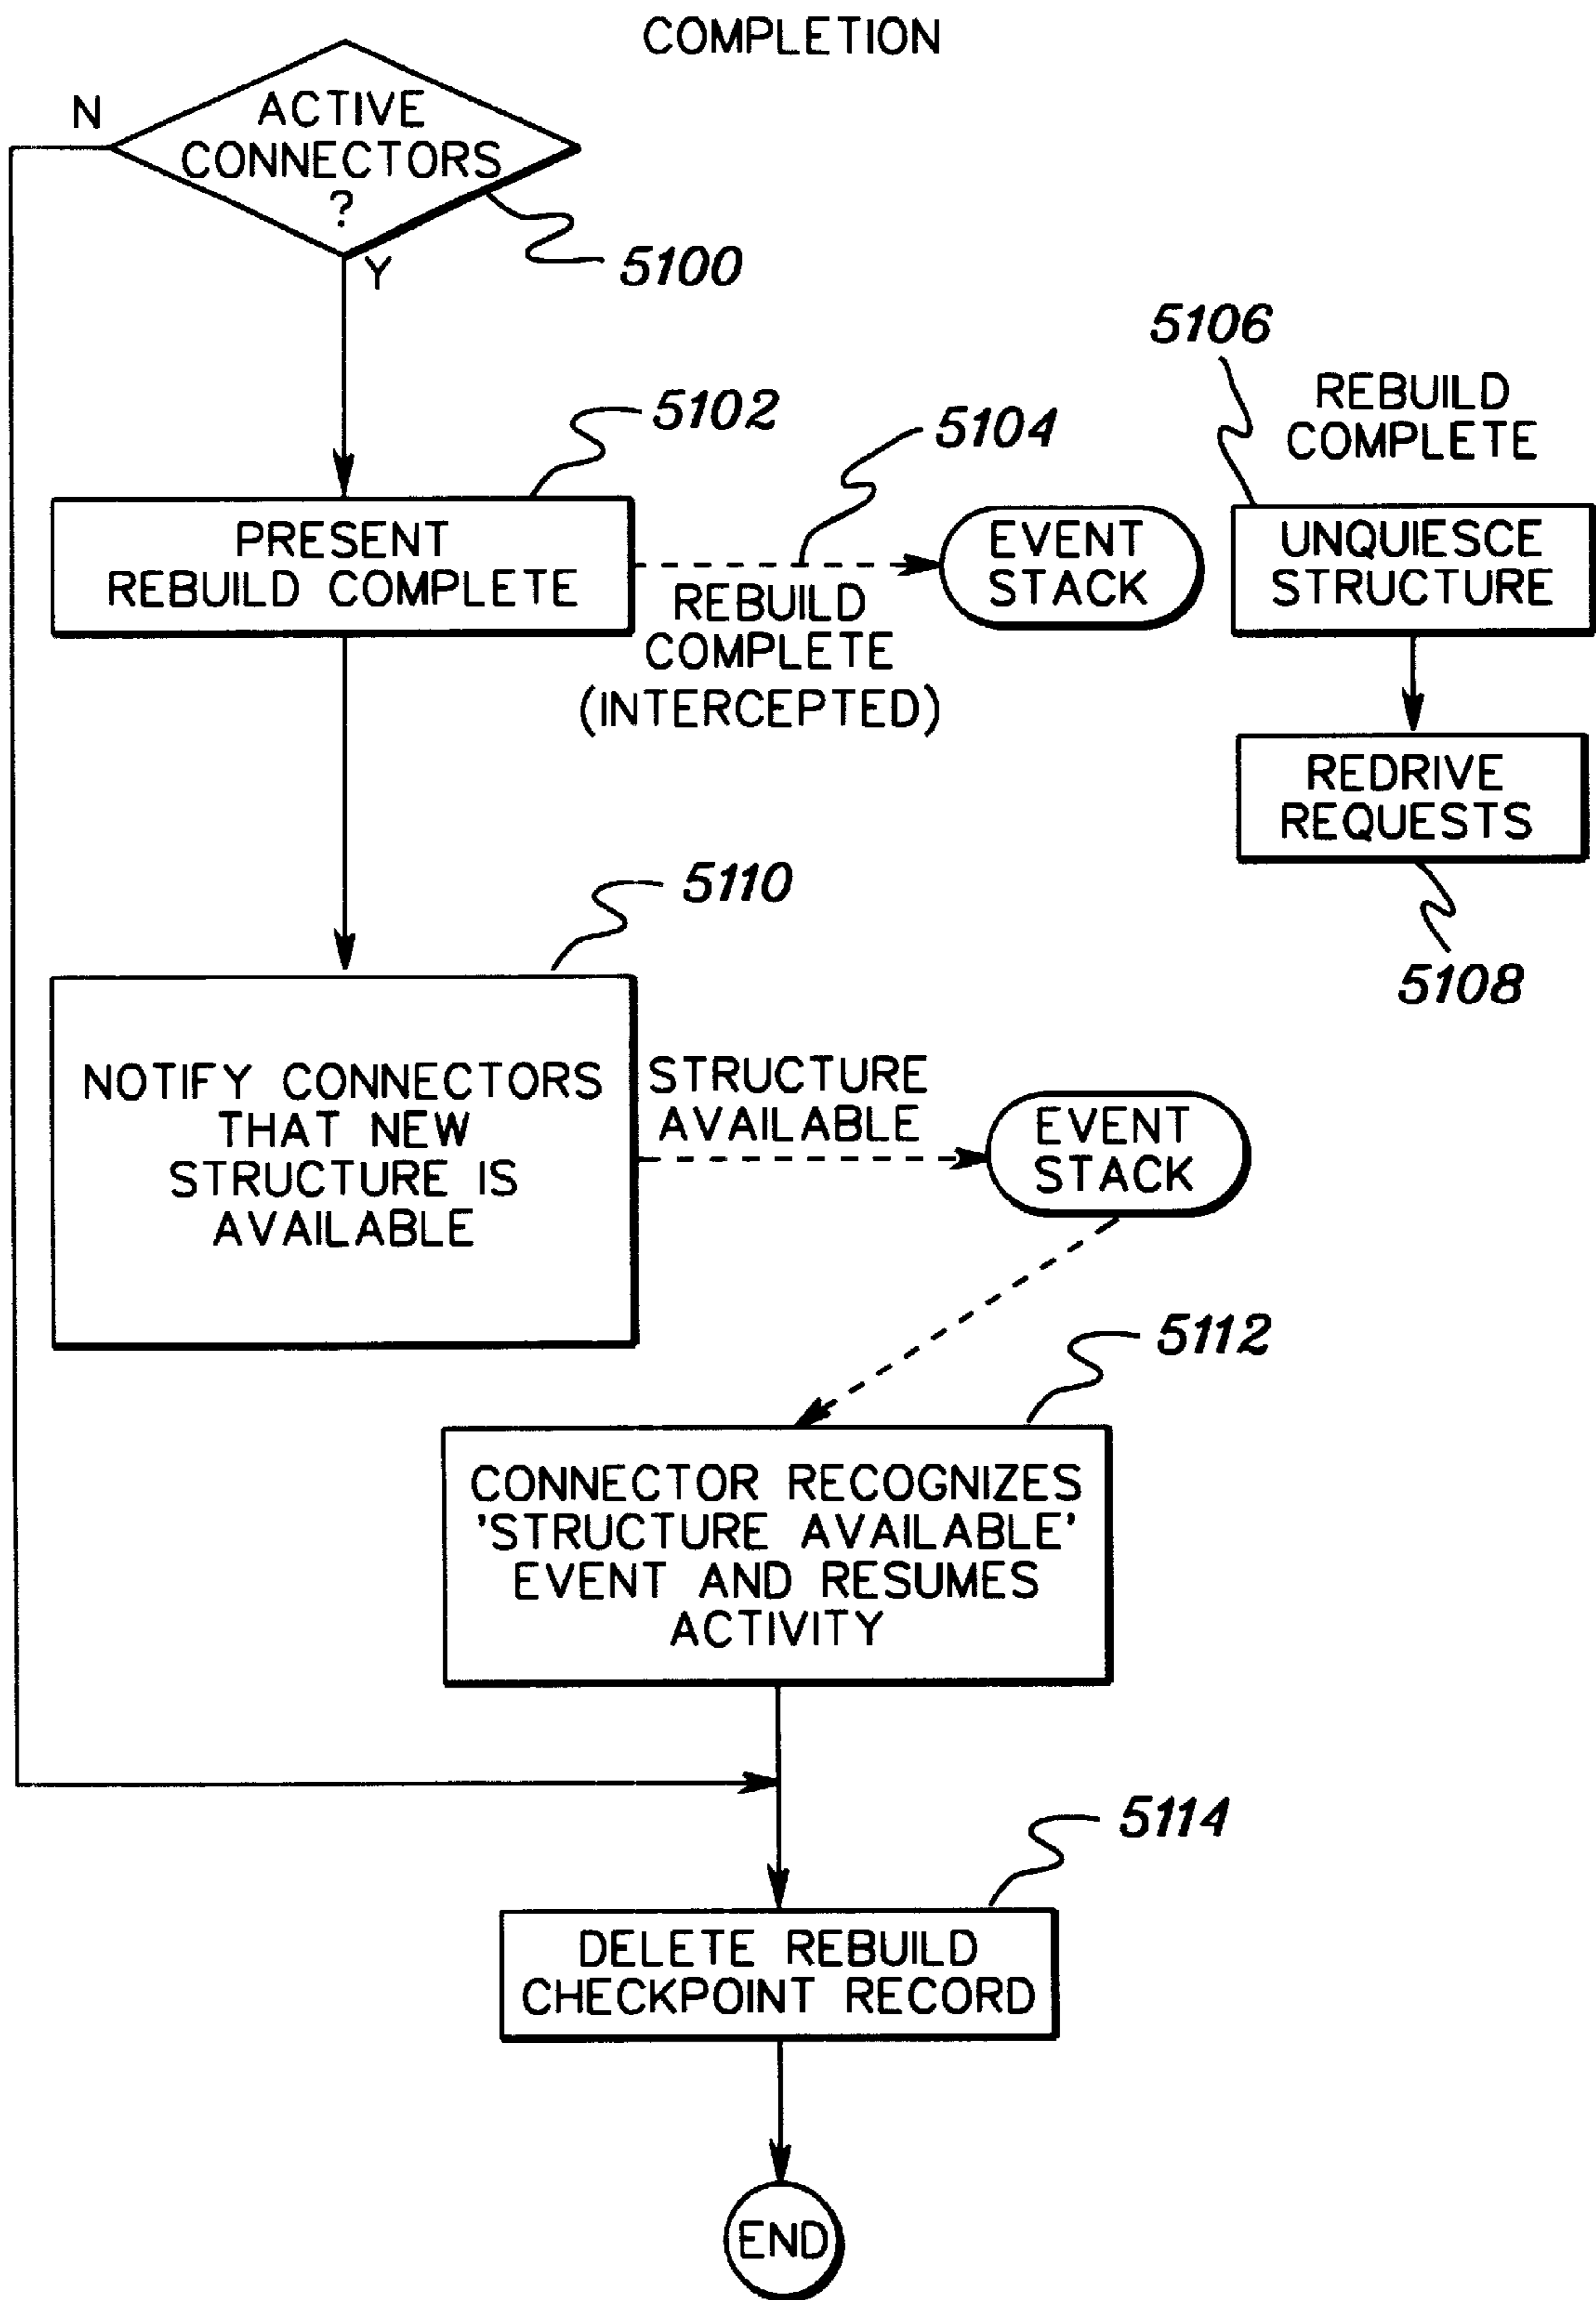 COMPLETION
N
ACTIVE
CONNECTORS
?
Y
5100
5106
REBUILD
COMPLETE
5102
5104
PRESENT
REBUILD COMPLETE
REBUILD
COMPLETE
(INTERCEPTED)
EVENT
STACK
UNQUIESCE
STRUCTURE
REDRIVE
REQUESTS
5108
5110
NOTIFY CONNECTORS
THAT NEW
STRUCTURE IS
AVAILABLE
STRUCTURE
AVAILABLE
EVENT
STACK
5112
CONNECTOR RECOGNIZES
'STRUCTURE AVAILABLE'
EVENT AND RESUMES
ACTIVITY
5114
DELETE REBUILD
CHECKPOINT RECORD
END